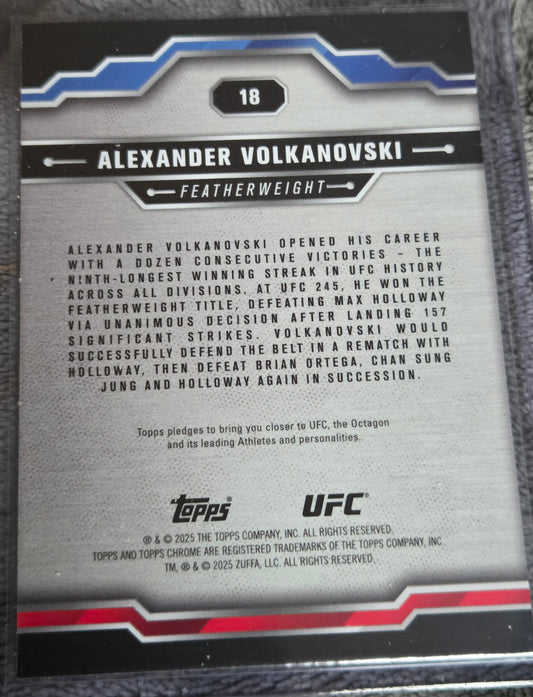 18
ALEXANDER VOLKANOVSKI
FEATHERWEIGHT
ALEXANDER VOLKANOVSKI OPENED HIS CAREER
WITH A DOZEN CONSECUTIVE VICTORIES – THE
NINTH-LONGEST WINNING STREAK IN UFC HISTORY
ACROSS ALL DIVISIONS. AT UFC 245, HE WON THE
FEATHERWEIGHT TITLE, DEFEATING MAX HOLLOWAY
VIA UNANIMOUS DECISION AFTER LANDING 157
SIGNIFICANT STRIKES. VOLKANOVSKI WOULD
SUCCESSFULLY DEFEND THE BELT IN A REMATCH WITH
HOLLOWAY, THEN DEFEAT BRIAN ORTEGA, CHAN SUNG
JUNG AND HOLLOWAY AGAIN IN SUCCESSION.
Topps pledges to bring you closer to UFC, the Octagon
and its leading Athletes and personalities.
topps® UFC®
® & © 2025 THE TOPPS COMPANY, INC. ALL RIGHTS RESERVED.
TOPPS AND TOPPS CHROME ARE REGISTERED TRADEMARKS OF THE TOPPS COMPANY, INC.
TM, ® & © 2025 ZUFFA, LLC. ALL RIGHTS RESERVED.